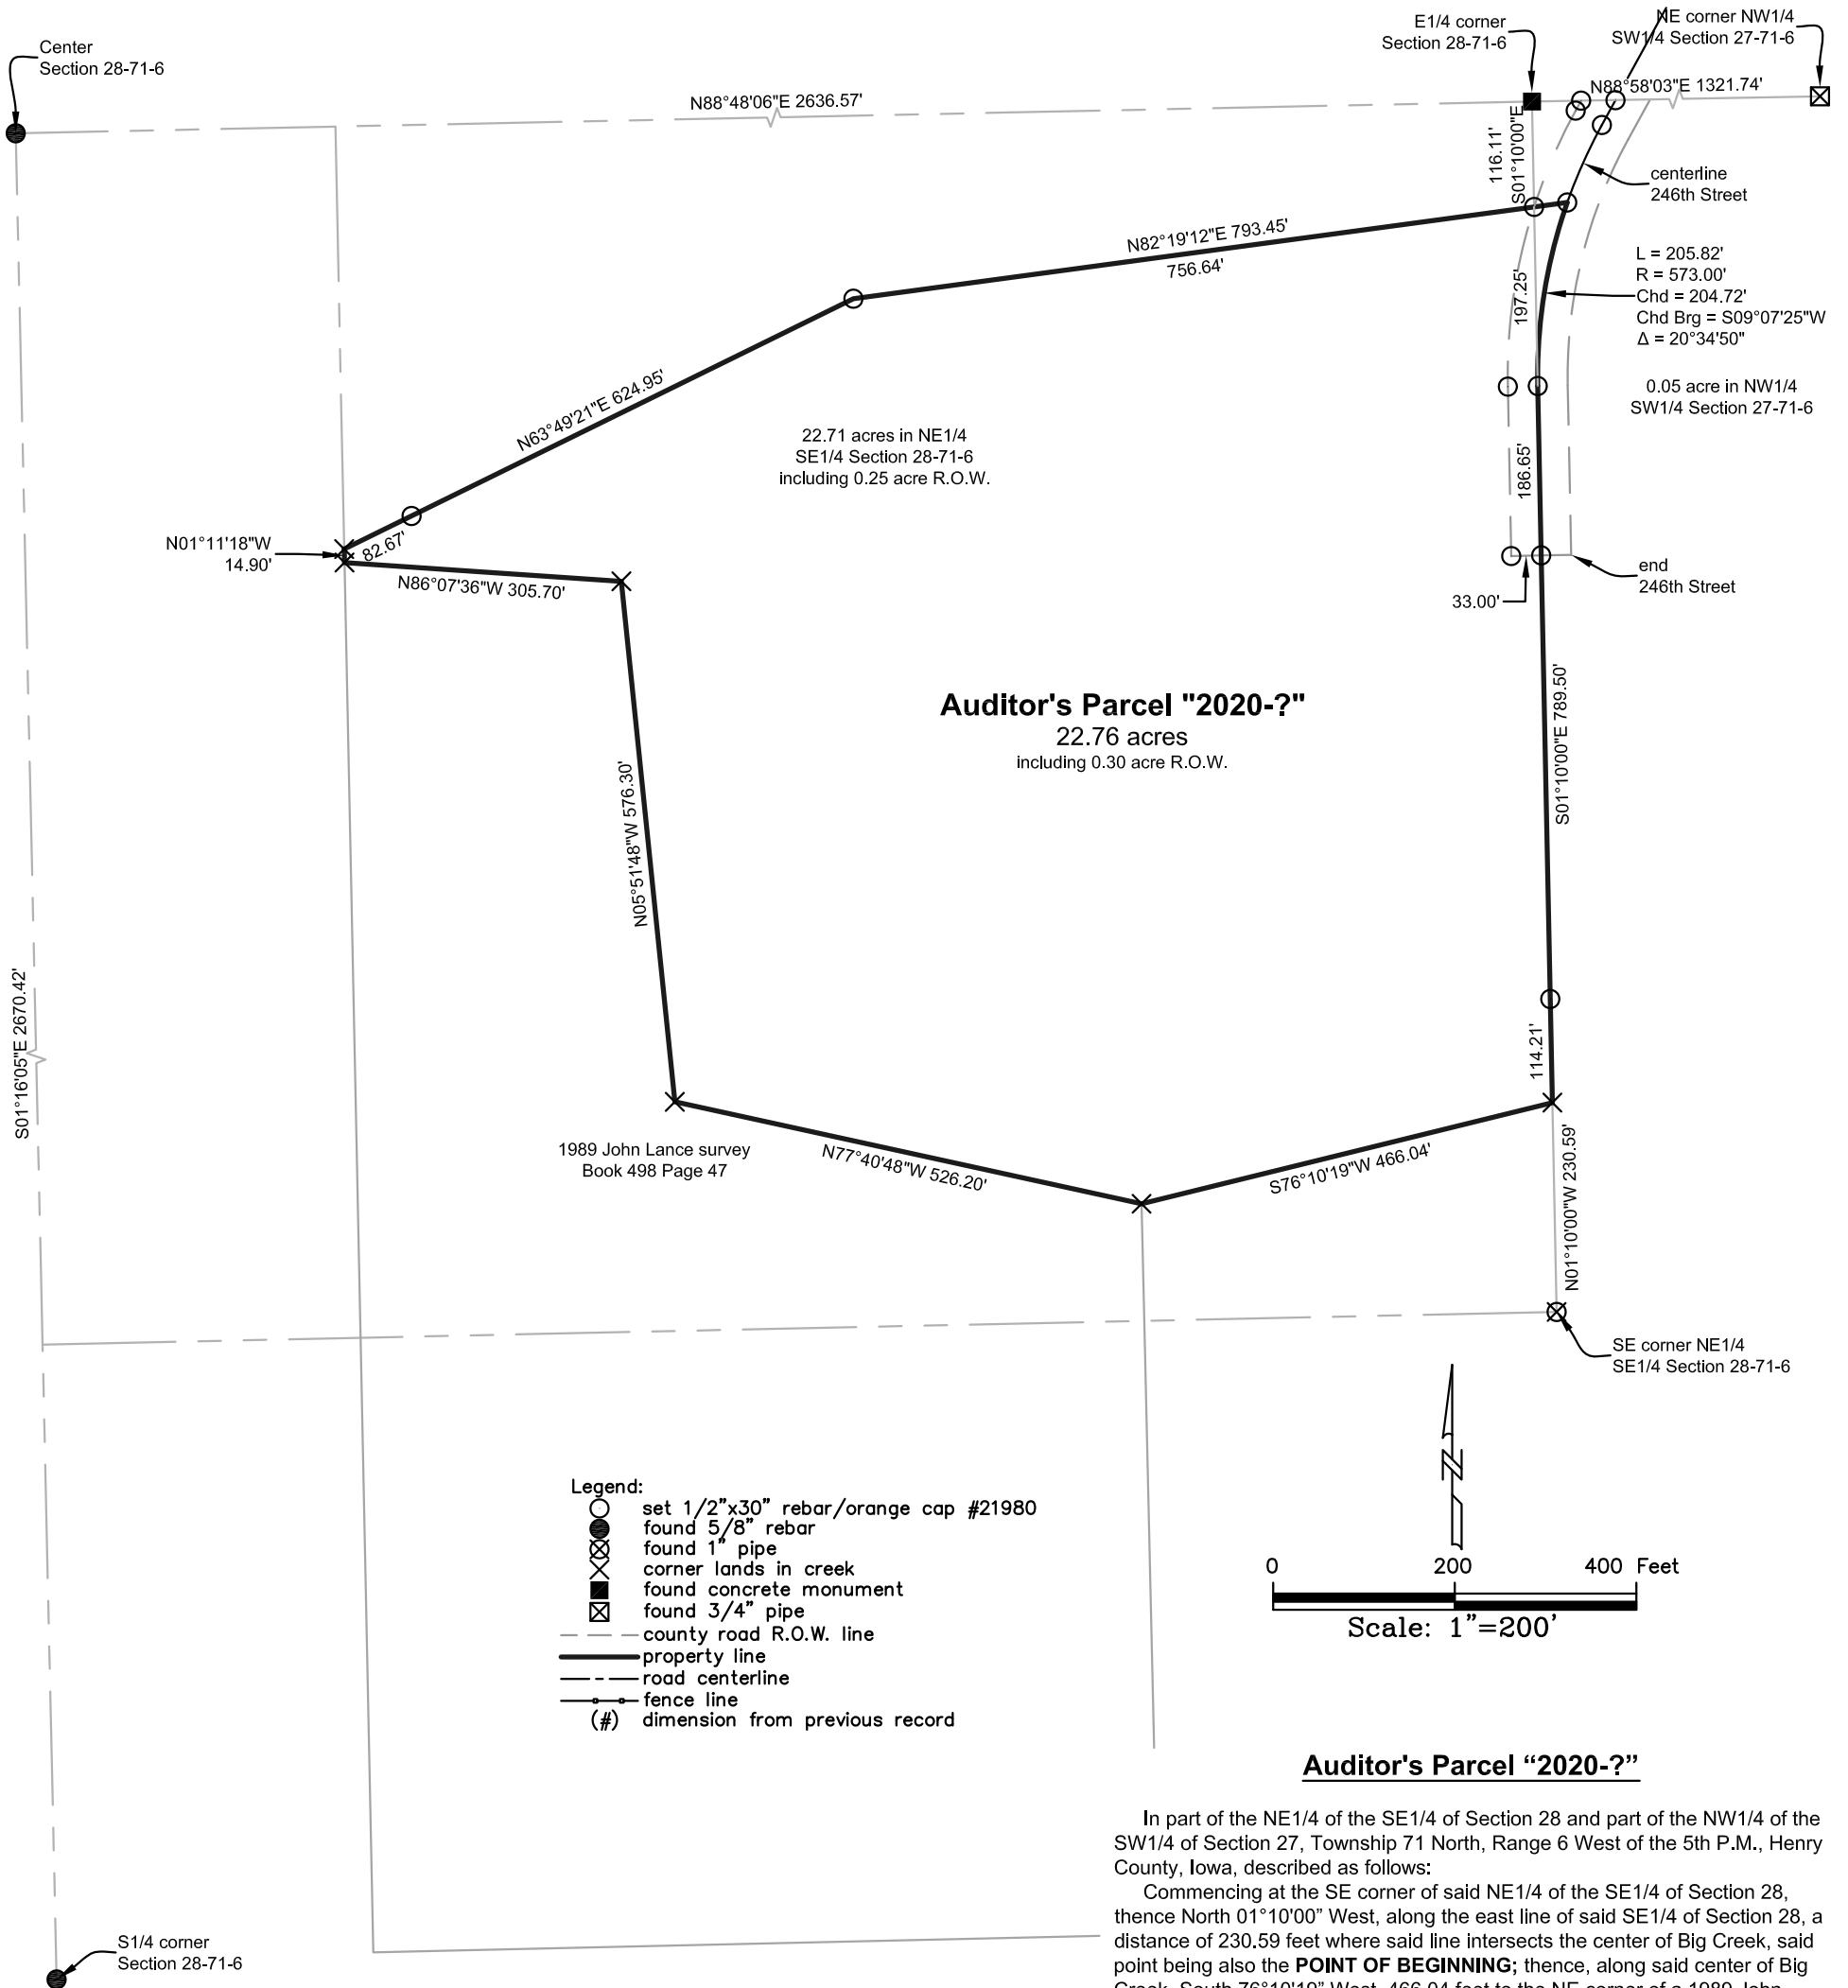 Center
Section 28-71-6
E1/4 corner
Section 28-71-6
NE corner NW1/4
SW1/4 Section 27-71-6
N88°48'06"E 2636.57'
N88°58'03"E 1321.74'
116.11'
S01°10'00"E
centerline
246th Street
N82°19'12"E 793.45'
756.64'
197.25'
L = 205.82'
R = 573.00'
Chd = 204.72'
Chd Brg = S09°07'25"W
Δ = 20°34'50"
0.05 acre in NW1/4
SW1/4 Section 27-71-6
N63°49'21"E 624.95'
22.71 acres in NE1/4
SE1/4 Section 28-71-6
including 0.25 acre R.O.W.
186.65'
N01°11'18"W
14.90'
82.67'
N86°07'36"W 305.70'
end
246th Street
33.00'
Auditor's Parcel "2020-?"
22.76 acres
including 0.30 acre R.O.W.
S01°10'00"E 789.50'
N05°51'48"W 576.30'
S01°16'05"E 2670.42'
114.21'
1989 John Lance survey
Book 498 Page 47
N77°40'48"W 526.20'
S76°10'19"W 466.04'
N01°10'00"W 230.59'
SE corner NE1/4
SE1/4 Section 28-71-6
Legend:
set 1/2"x30" rebar/orange cap #21980
found 5/8" rebar
found 1" pipe
corner lands in creek
found concrete monument
found 3/4" pipe
county road R.O.W. line
property line
road centerline
fence line
(#) dimension from previous record
N
0 200 400 Feet
Scale: 1"=200'
Auditor's Parcel “2020-?”
In part of the NE1/4 of the SE1/4 of Section 28 and part of the NW1/4 of the
SW1/4 of Section 27, Township 71 North, Range 6 West of the 5th P.M., Henry
County, Iowa, described as follows:
Commencing at the SE corner of said NE1/4 of the SE1/4 of Section 28,
thence North 01°10'00” West, along the east line of said SE1/4 of Section 28, a
distance of 230.59 feet where said line intersects the center of Big Creek, said
point being also the POINT OF BEGINNING; thence, along said center of Big
Creek, South 76°10'19” West, 466.04 feet to the NE corner of a 1989 John
S1/4 corner
Section 28-71-6